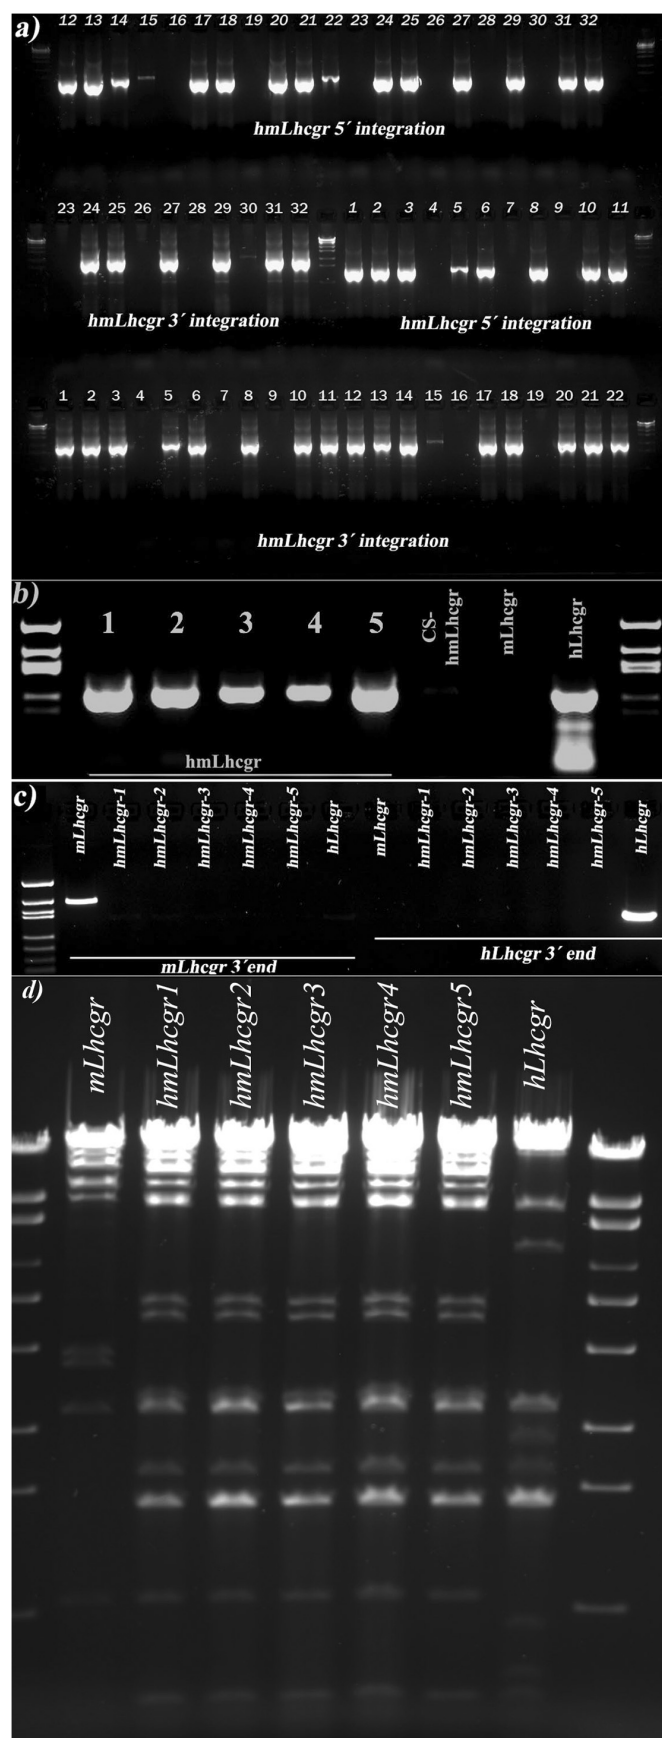 a)
12 13 14 15 16 17 18 19 20 21 22 23 24 25 26 27 28 29 30 31 32
hmLhcgr 5´ integration
23 24 25 26 27 28 29 30 31 32 1 2 3 4 5 6 7 8 9 10 11
hmLhcgr 3´ integration hmLhcgr 5´ integration
1 2 3 4 5 6 7 8 9 10 11 12 13 14 15 16 17 18 19 20 21 22
hmLhcgr 3´ integration
b)
1 2 3 4 5 CS-hmLhcgr mLhcgr hLhcgr
hmLhcgr
c)
mLhcgr hmLhcgr-1 hmLhcgr-2 hmLhcgr-3 hmLhcgr-4 hmLhcgr-5 hLhcgr mLhcgr hmLhcgr-1 hmLhcgr-2 hmLhcgr-3 hmLhcgr-4 hmLhcgr-5 hLhcgr
mLhcgr 3´end hLhcgr 3´ end
d)
mLhcgr hmLhcgr1 hmLhcgr2 hmLhcgr3 hmLhcgr4 hmLhcgr5 hLhcgr